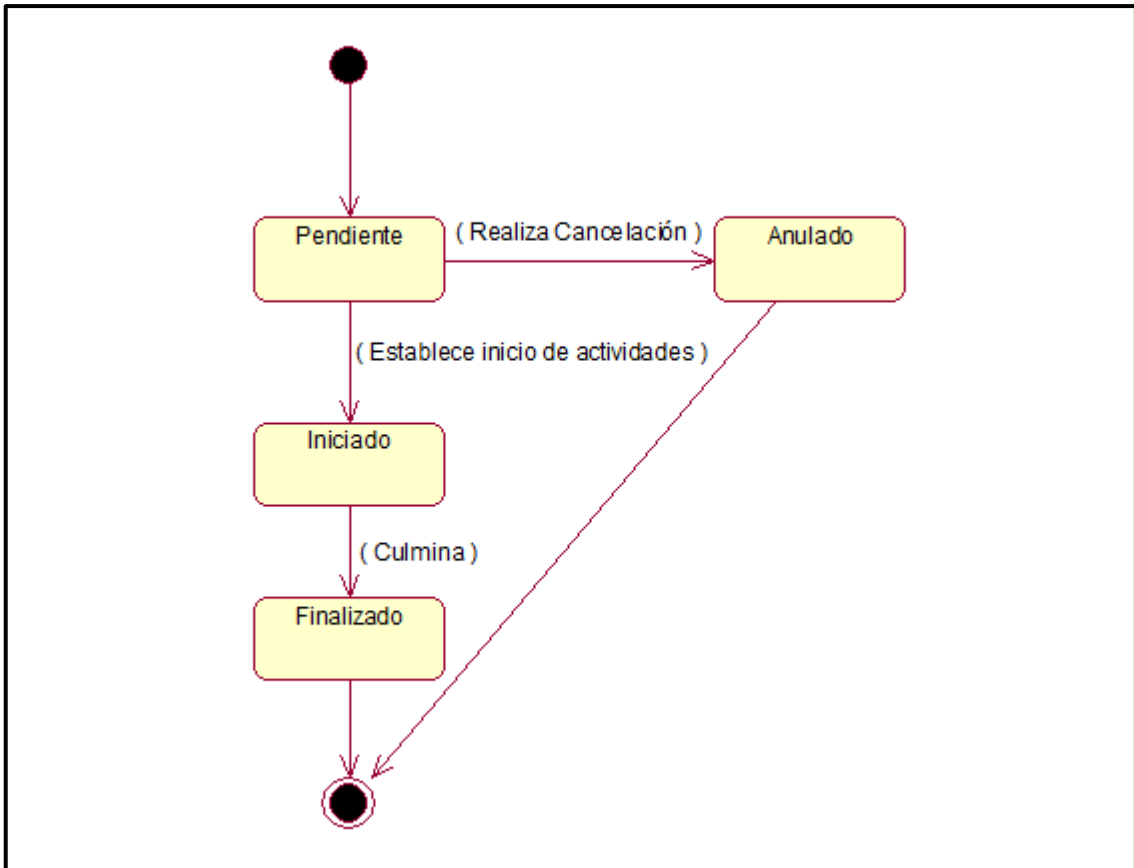 Pendiente
( Realiza Cancelación )
Anulado
( Establece inicio de actividades )
Iniciado
( Culmina )
Finalizado